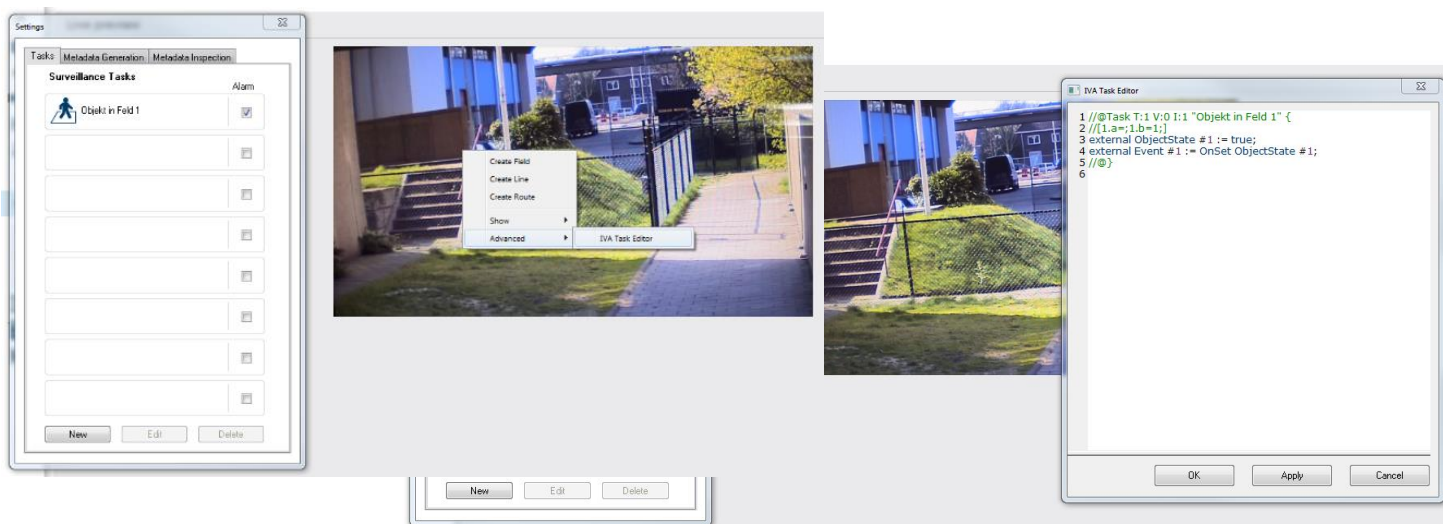 Settings
Tasks
Metadata Generation
Metadata Inspection
Surveillance Tasks
Alarm
Objekt in Feld 1
New
Edit
Delete
Create Field
Create Line
Create Route
Show
Advanced
IVA Task Editor
New
Edit
Delete
IVA Task Editor
1 //@Task T:1 V:0 I:1 "Objekt in Feld 1" {
2 //[1.a=;1.b=1;]
3 external ObjectState #1 := true;
4 external Event #1 := OnSet ObjectState #1;
5 //@}
6
OK
Apply
Cancel